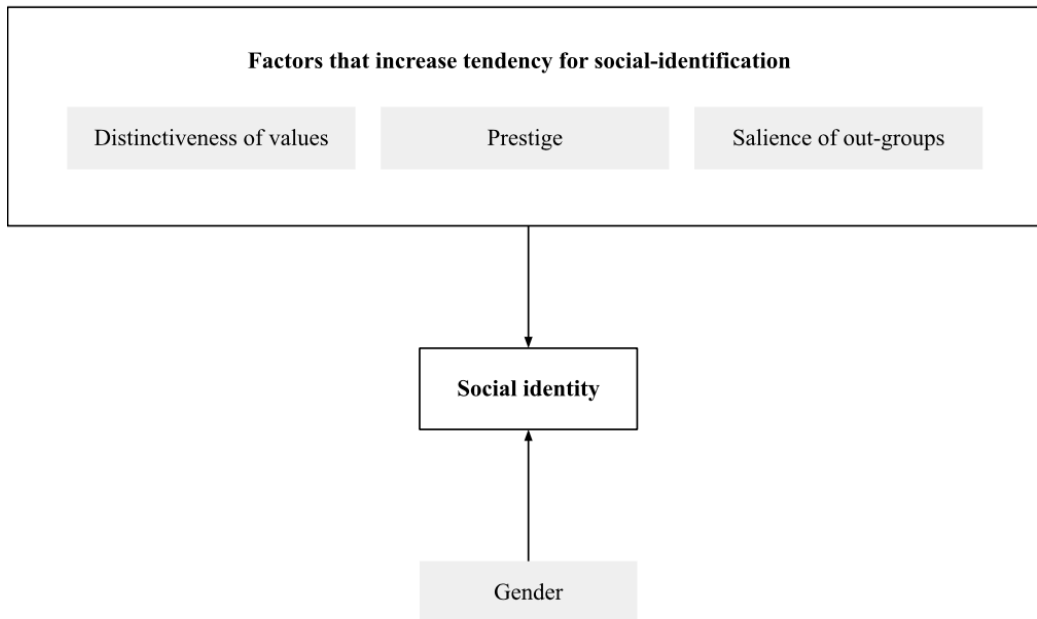 Factors that increase tendency for social-identification
Distinctiveness of values
Prestige
Salience of out-groups
Social identity
Gender